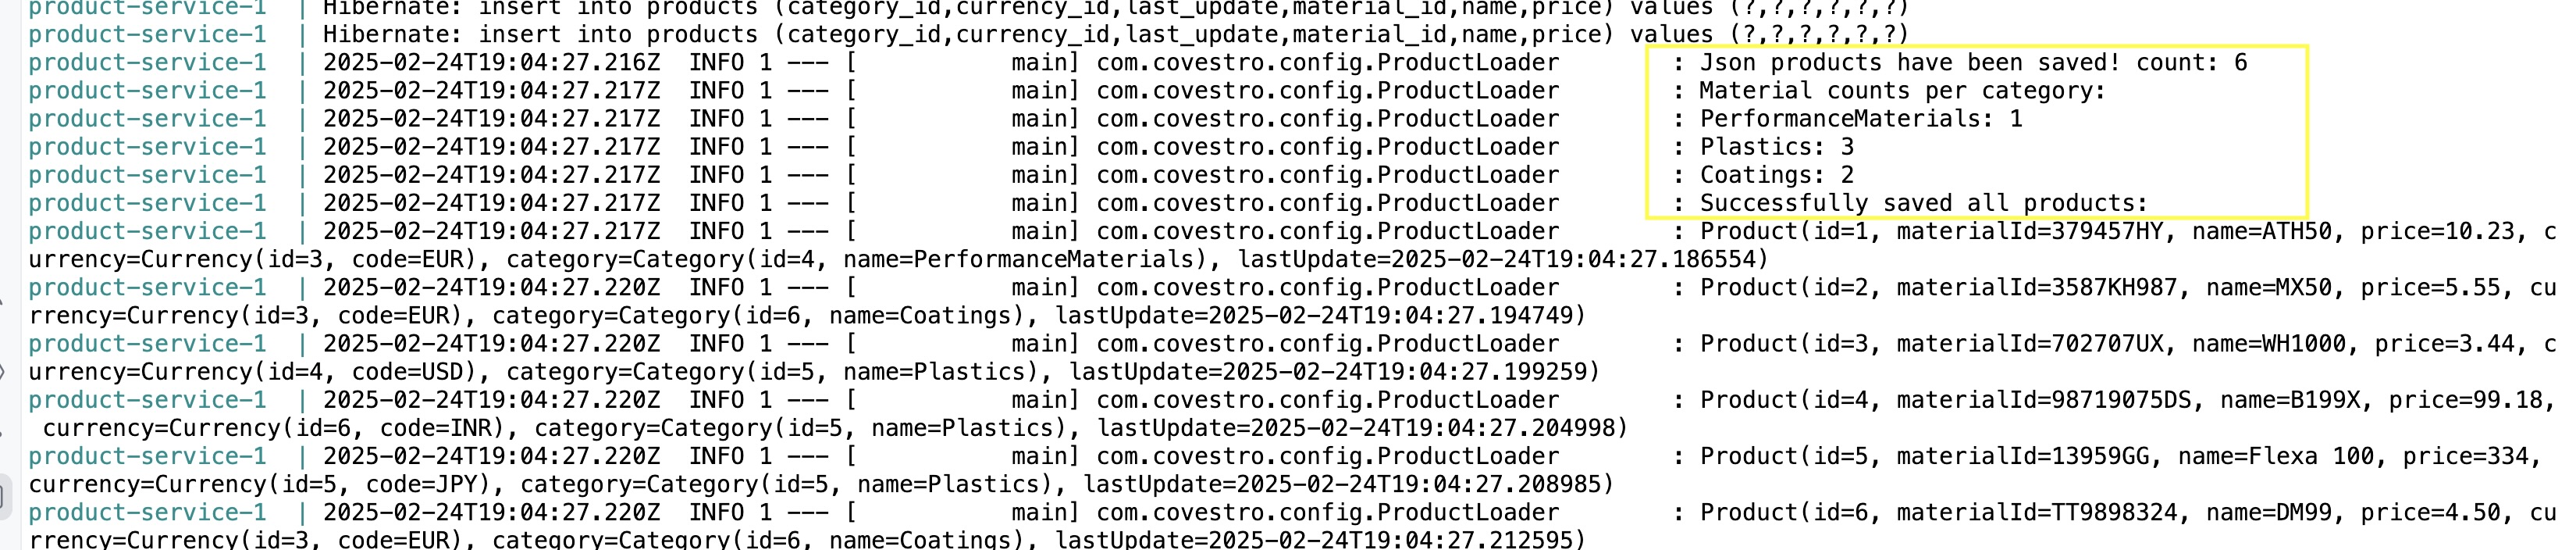 product-service-1  | Hibernate: insert into products (category_id,currency_id,last_update,material_id,name,price) values (?,?,?,?,?,?)
product-service-1  | Hibernate: insert into products (category_id,currency_id,last_update,material_id,name,price) values (?,?,?,?,?,?)
product-service-1  | 2025-02-24T19:04:27.216Z  INFO 1 --- [           main] com.covestro.config.ProductLoader        : Json products have been saved! count: 6
product-service-1  | 2025-02-24T19:04:27.217Z  INFO 1 --- [           main] com.covestro.config.ProductLoader        : Material counts per category:
product-service-1  | 2025-02-24T19:04:27.217Z  INFO 1 --- [           main] com.covestro.config.ProductLoader        : PerformanceMaterials: 1
product-service-1  | 2025-02-24T19:04:27.217Z  INFO 1 --- [           main] com.covestro.config.ProductLoader        : Plastics: 3
product-service-1  | 2025-02-24T19:04:27.217Z  INFO 1 --- [           main] com.covestro.config.ProductLoader        : Coatings: 2
product-service-1  | 2025-02-24T19:04:27.217Z  INFO 1 --- [           main] com.covestro.config.ProductLoader        : Successfully saved all products:
product-service-1  | 2025-02-24T19:04:27.217Z  INFO 1 --- [           main] com.covestro.config.ProductLoader        : Product(id=1, materialId=379457HY, name=ATH50, price=10.23, c
urrency=Currency(id=3, code=EUR), category=Category(id=4, name=PerformanceMaterials), lastUpdate=2025-02-24T19:04:27.186554)
product-service-1  | 2025-02-24T19:04:27.220Z  INFO 1 --- [           main] com.covestro.config.ProductLoader        : Product(id=2, materialId=3587KH987, name=MX50, price=5.55, cu
rrency=Currency(id=3, code=EUR), category=Category(id=6, name=Coatings), lastUpdate=2025-02-24T19:04:27.194749)
product-service-1  | 2025-02-24T19:04:27.220Z  INFO 1 --- [           main] com.covestro.config.ProductLoader        : Product(id=3, materialId=702707UX, name=WH1000, price=3.44, c
urrency=Currency(id=4, code=USD), category=Category(id=5, name=Plastics), lastUpdate=2025-02-24T19:04:27.199259)
product-service-1  | 2025-02-24T19:04:27.220Z  INFO 1 --- [           main] com.covestro.config.ProductLoader        : Product(id=4, materialId=98719075DS, name=B199X, price=99.18,
 currency=Currency(id=6, code=INR), category=Category(id=5, name=Plastics), lastUpdate=2025-02-24T19:04:27.204998)
product-service-1  | 2025-02-24T19:04:27.220Z  INFO 1 --- [           main] com.covestro.config.ProductLoader        : Product(id=5, materialId=13959GG, name=Flexa 100, price=334,
currency=Currency(id=5, code=JPY), category=Category(id=5, name=Plastics), lastUpdate=2025-02-24T19:04:27.208985)
product-service-1  | 2025-02-24T19:04:27.220Z  INFO 1 --- [           main] com.covestro.config.ProductLoader        : Product(id=6, materialId=TT9898324, name=DM99, price=4.50, cu
rrency=Currency(id=3, code=EUR), category=Category(id=6, name=Coatings), lastUpdate=2025-02-24T19:04:27.212595)